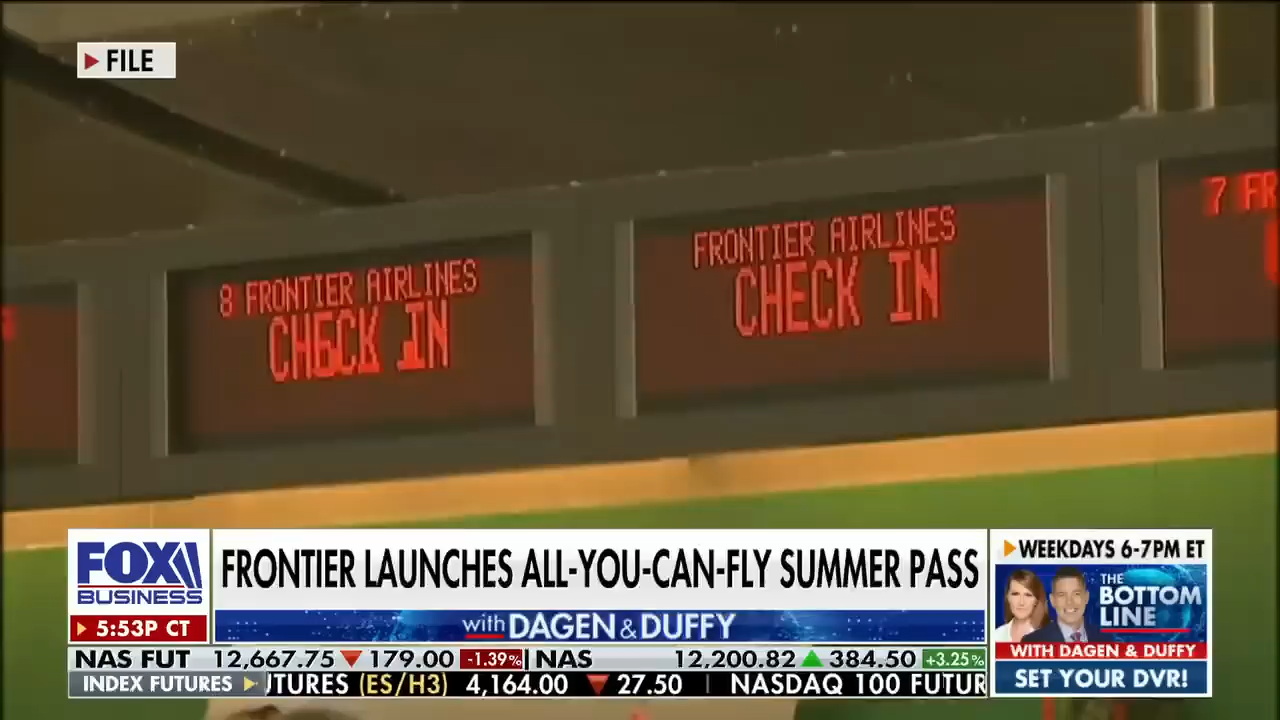 FILE
8 FRONTIER AIRLINES
CHECK IN
FRONTIER AIRLINES
CHECK IN
7 FR
FOX
BUSINESS
5:53P CT
FRONTIER LAUNCHES ALL-YOU-CAN-FLY SUMMER PASS
with DAGEN & DUFFY
WEEKDAYS 6-7PM ET
THE
BOTTOM
LINE
WITH DAGEN & DUFFY
SET YOUR DVR!
NAS FUT 12,667.75 179.00 -1.39% NAS 12,200.82 384.50 +3.25%
INDEX FUTURES UTURES (ES/H3) 4,164.00 27.50 | NASDAQ 100 FUTUR